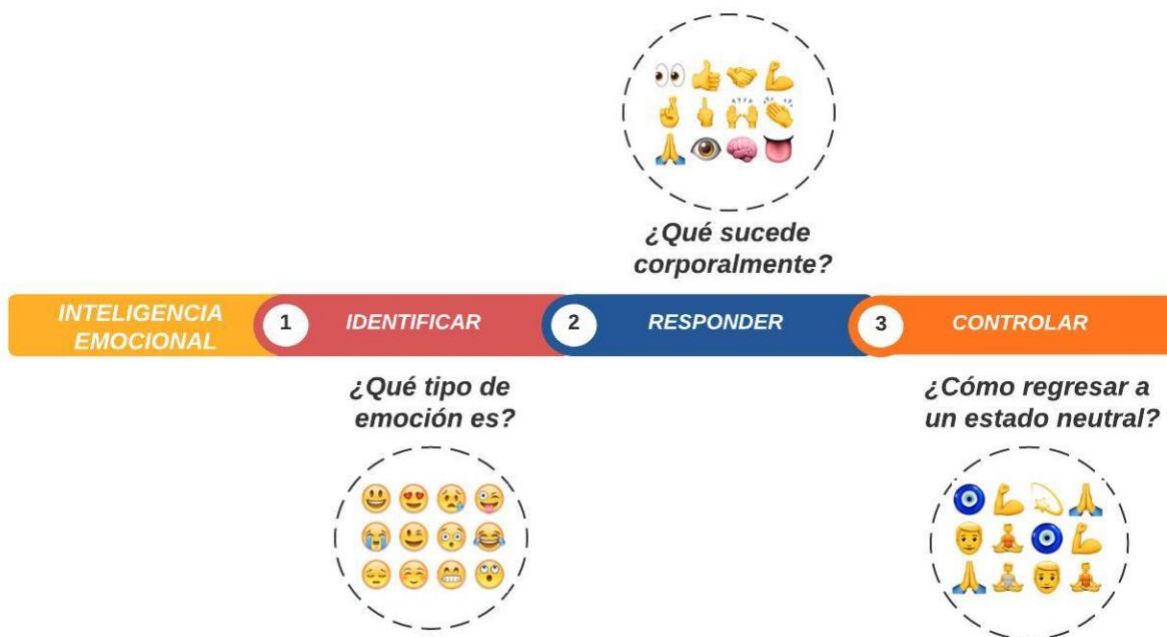 ¿Qué sucede
corporalmente?
INTELIGENCIA
EMOCIONAL
1
IDENTIFICAR
2
RESPONDER
3
CONTROLAR
¿Qué tipo de
emoción es?
¿Cómo regresar a
un estado neutral?